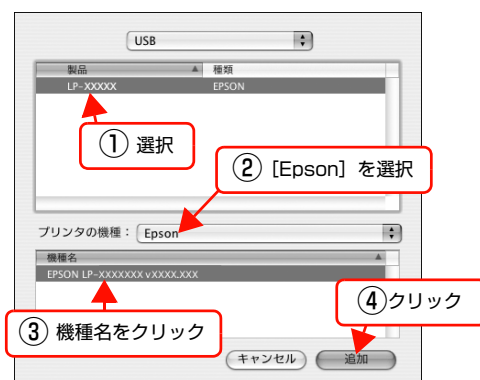 USB
製品 種類
LP-XXXXX EPSON
① 選択
② [Epson] を選択
プリンタの機種： Epson
機種名
EPSON LP-XXXXXXX vXXXX.XXX
④クリック
③ 機種名をクリック
キャンセル 追加